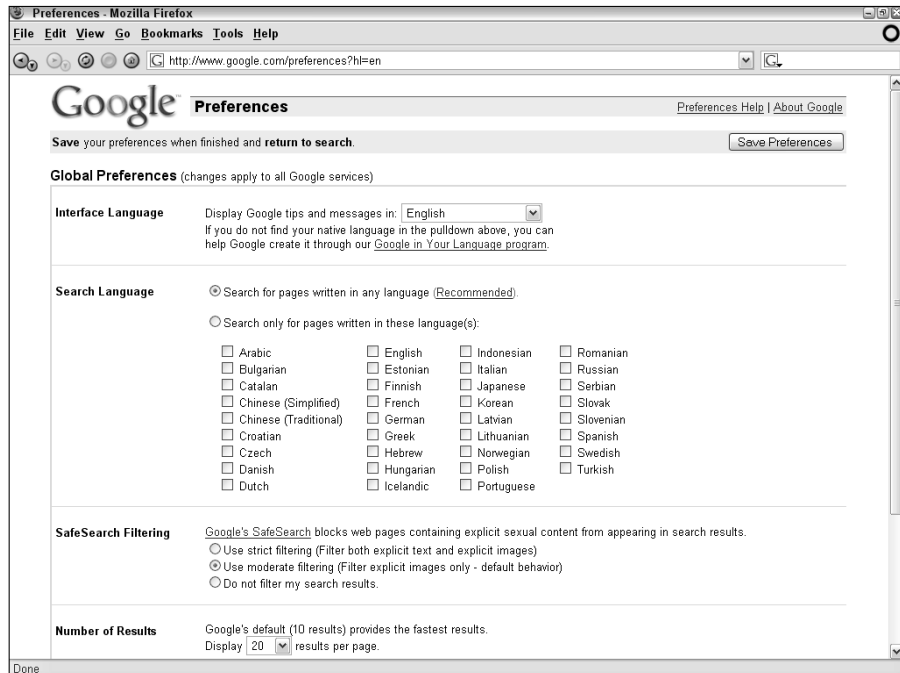 Preferences - Mozilla Firefox
File Edit View Go Bookmarks Tools Help
G http://www.google.com/preferences?hl=en G
Google™ Preferences Preferences Help | About Google
Save your preferences when finished and return to search. Save Preferences
Global Preferences (changes apply to all Google services)
Interface Language Display Google tips and messages in: English
If you do not find your native language in the pulldown above, you can
help Google create it through our Google in Your Language program.
Search Language Search for pages written in any language (Recommended).
Search only for pages written in these language(s):
Arabic English Indonesian Romanian
Bulgarian Estonian Italian Russian
Catalan Finnish Japanese Serbian
Chinese (Simplified) French Korean Slovak
Chinese (Traditional) German Latvian Slovenian
Croatian Greek Lithuanian Spanish
Czech Hebrew Norwegian Swedish
Danish Hungarian Polish Turkish
Dutch Icelandic Portuguese
SafeSearch Filtering Google's SafeSearch blocks web pages containing explicit sexual content from appearing in search results.
Use strict filtering (Filter both explicit text and explicit images)
Use moderate filtering (Filter explicit images only - default behavior)
Do not filter my search results.
Number of Results Google's default (10 results) provides the fastest results.
Display 20 results per page.
Done